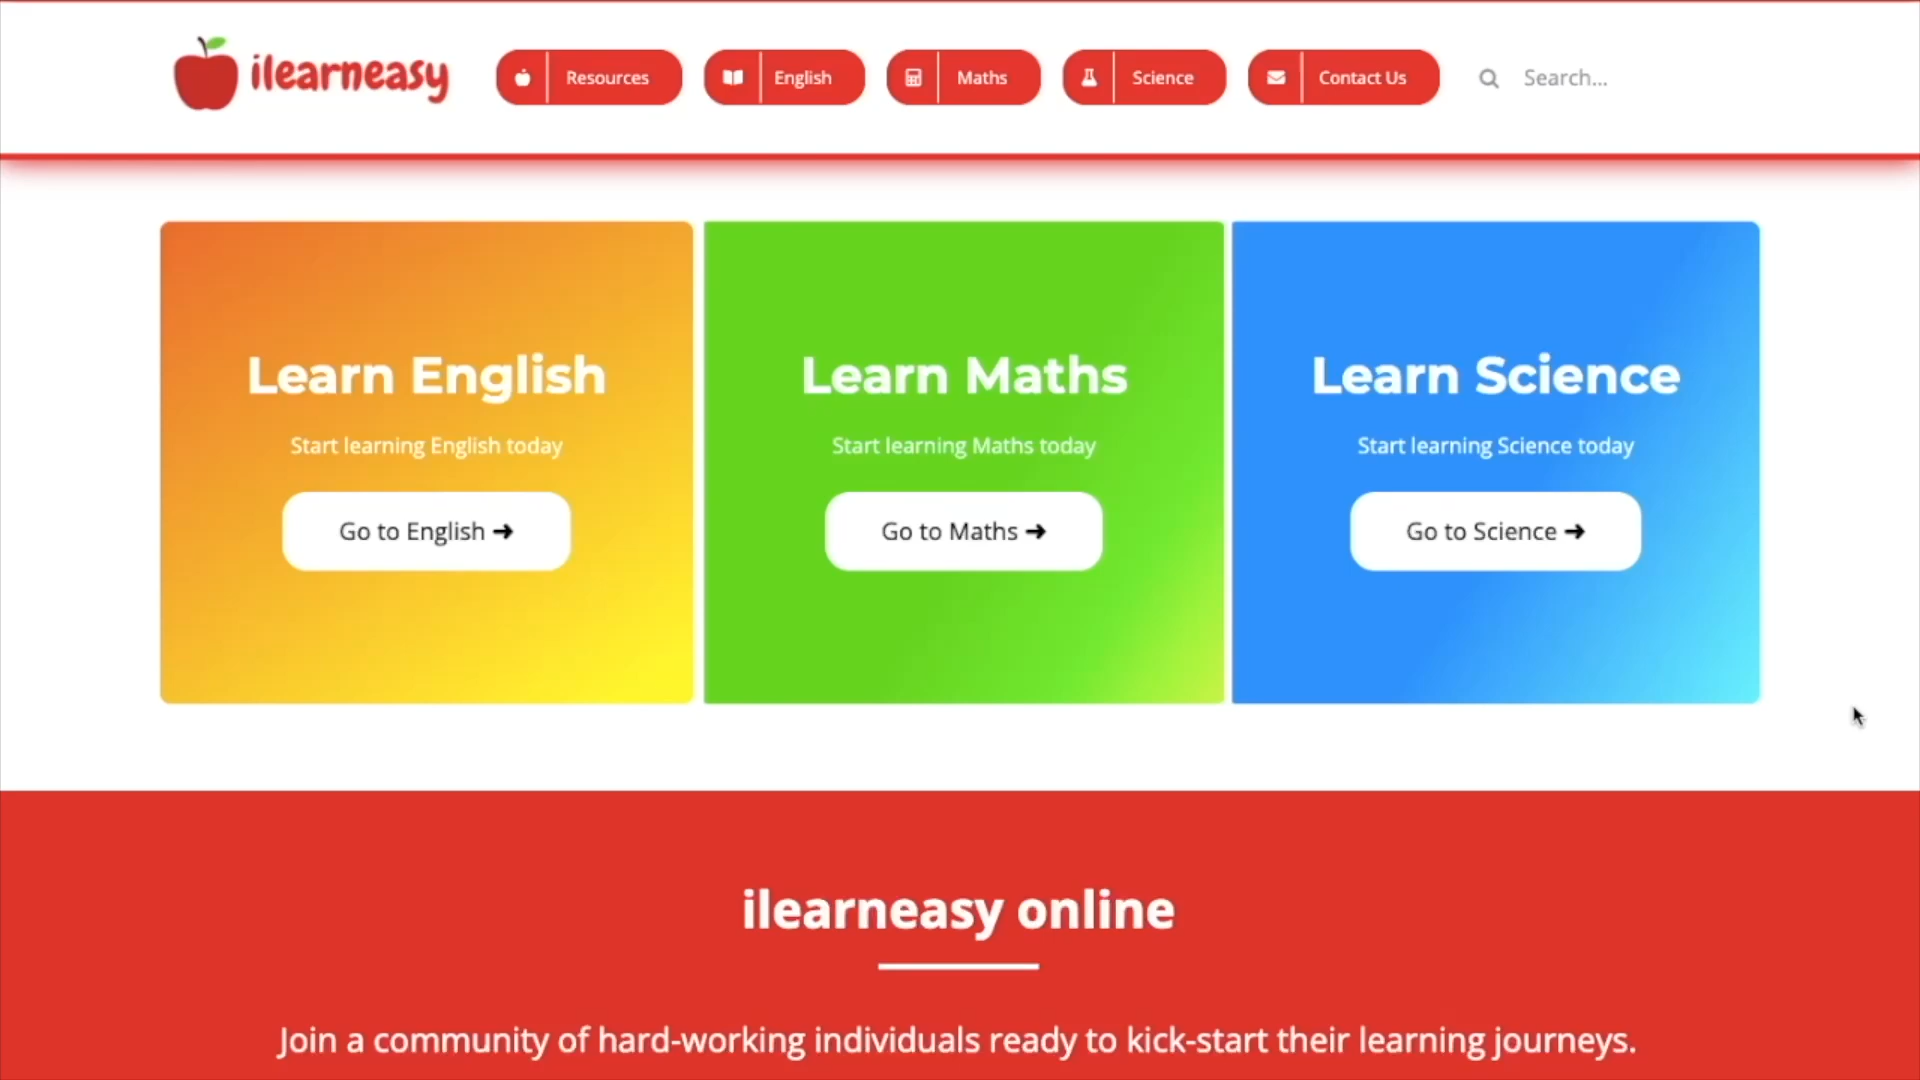 ilearneasy
Resources
English
Maths
Science
Contact Us
Search...
Learn English
Start learning English today
Go to English ➜
Learn Maths
Start learning Maths today
Go to Maths ➜
Learn Science
Start learning Science today
Go to Science ➜
ilearneasy online
Join a community of hard-working individuals ready to kick-start their learning journeys.